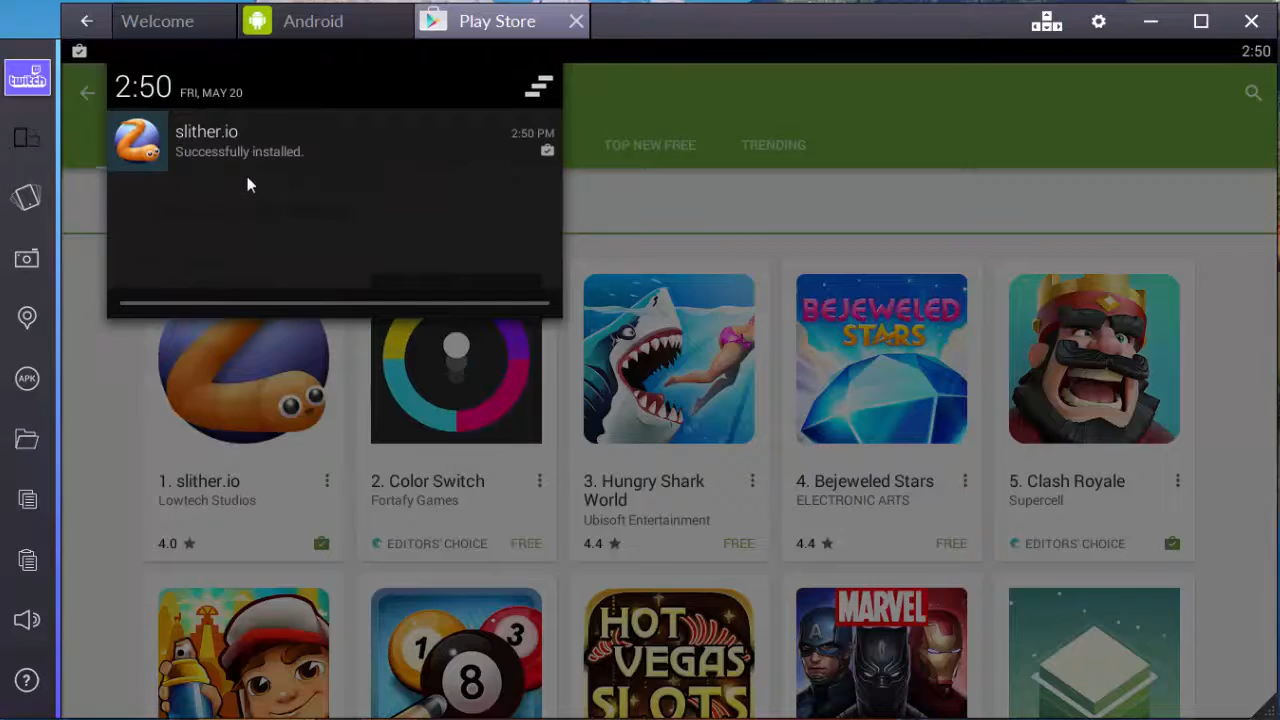 Welcome
Android
Play Store
twitch
2:50
2:50 FRI, MAY 20
slither.io
2:50 PM
Successfully installed.
TOP NEW FREE
TRENDING
BEJEWELED
STARS
1. slither.io
Lowtech Studios
4.0
2. Color Switch
Fortafy Games
EDITORS' CHOICE
FREE
3. Hungry Shark
World
Ubisoft Entertainment
4.4
FREE
4. Bejeweled Stars
ELECTRONIC ARTS
4.4
FREE
5. Clash Royale
Supercell
EDITORS' CHOICE
APK
1
3
8
HOT
VEGAS
SLOTS
MARVEL